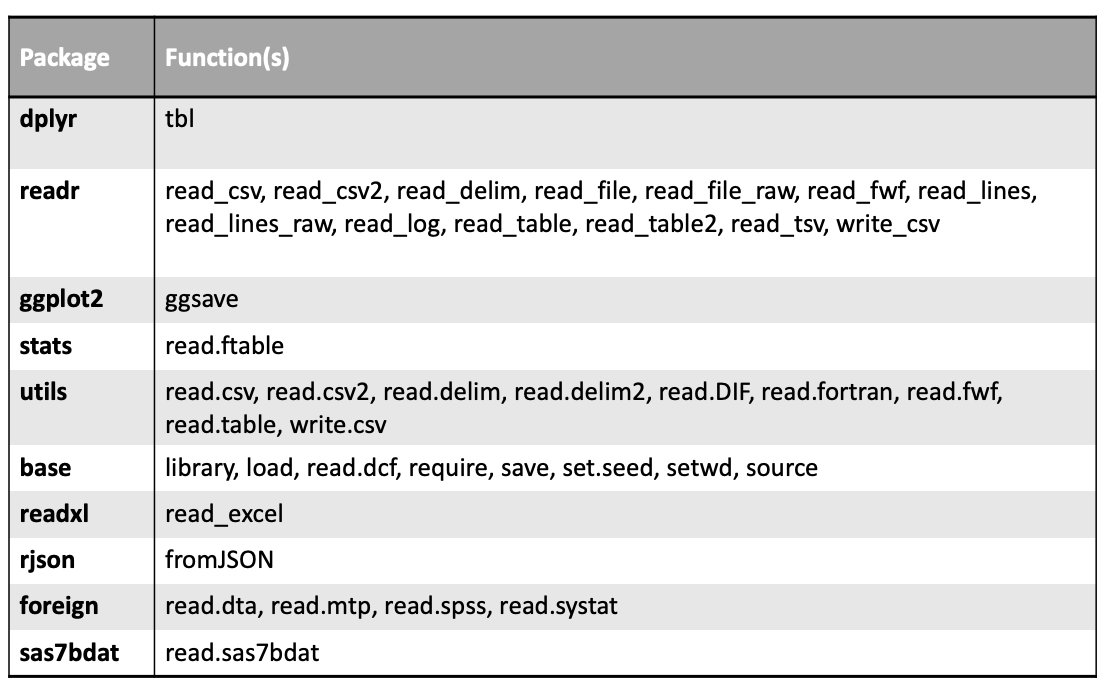 Package Function(s)
dplyr tbl
readr read_csv, read_csv2, read_delim, read_file, read_file_raw, read_fwf, read_lines,
read_lines_raw, read_log, read_table, read_table2, read_tsv, write_csv
ggplot2 ggsave
stats read.ftable
utils read.csv, read.csv2, read.delim, read.delim2, read.DIF, read.fortran, read.fwf,
read.table, write.csv
base library, load, read.dcf, require, save, set.seed, setwd, source
readxl read_excel
rjson fromJSON
foreign read.dta, read.mtp, read.spss, read.systat
sas7bdat read.sas7bdat